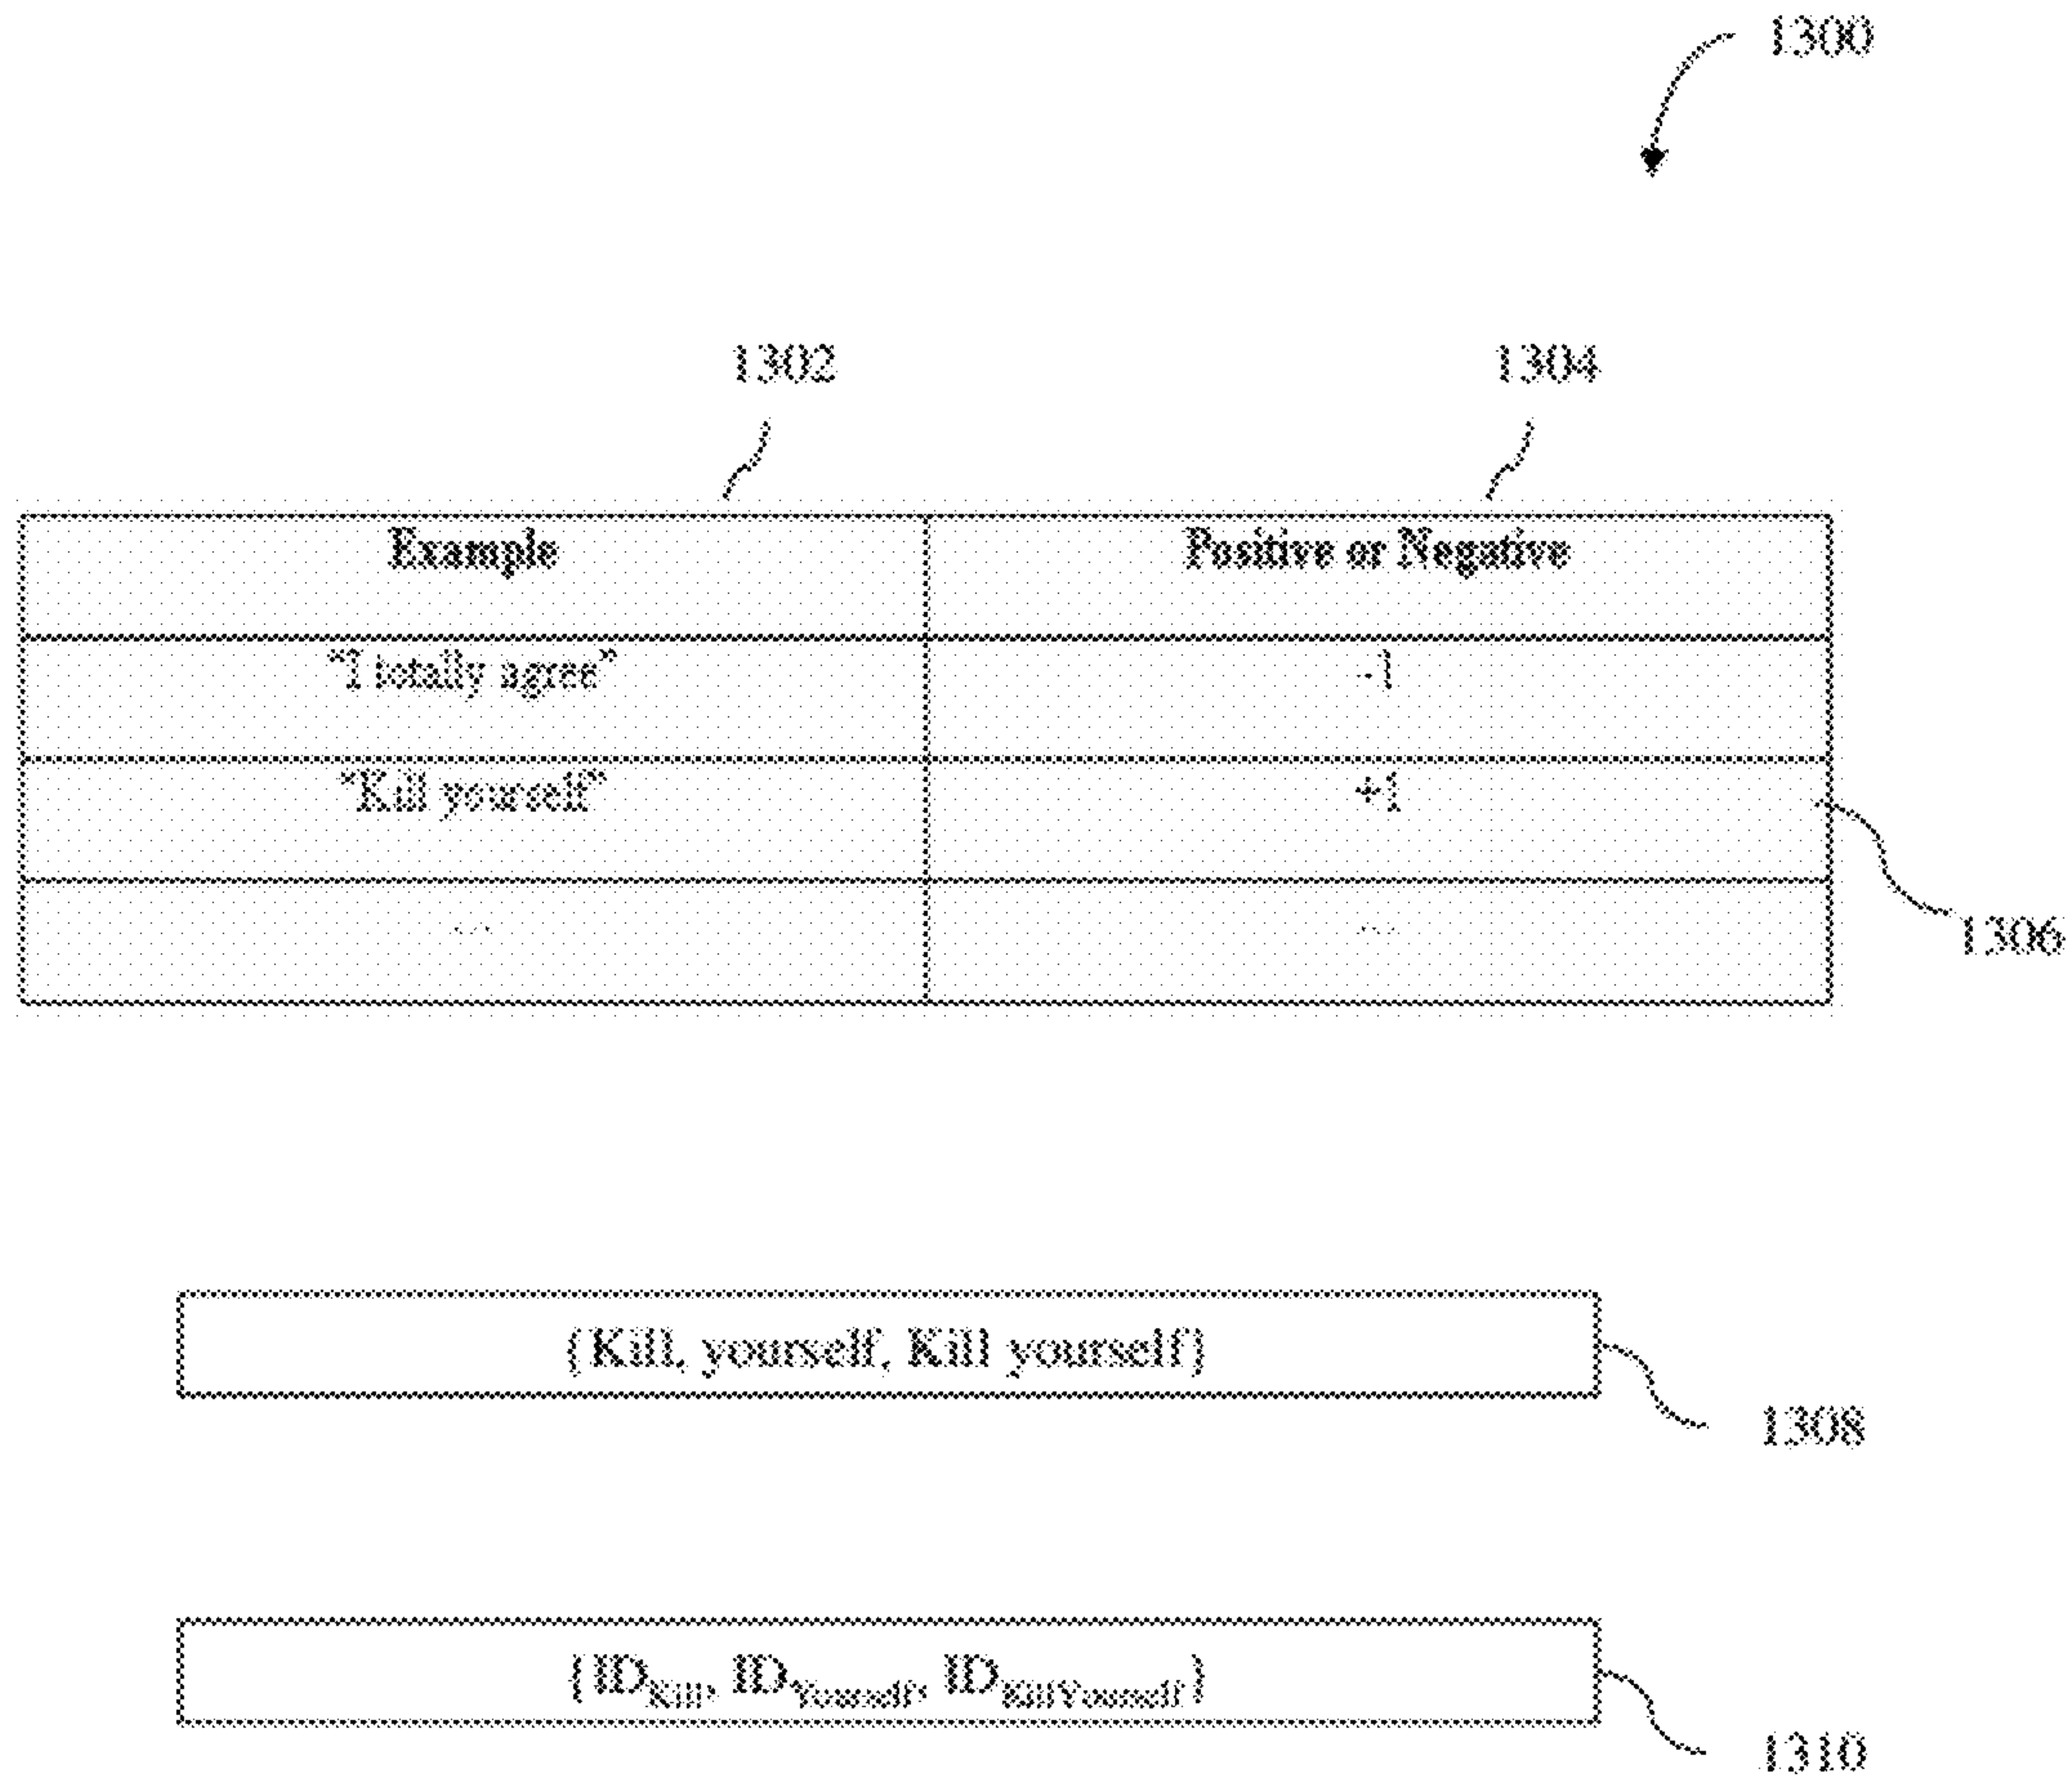 1300
1302 1304
Example Positive or Negative
“I totally agree” -1
“Kill yourself” +1
... ...
1306
{Kill, yourself, Kill yourself}
1308
{ID_Kill, ID_Yourself, ID_KillYourself}
1310